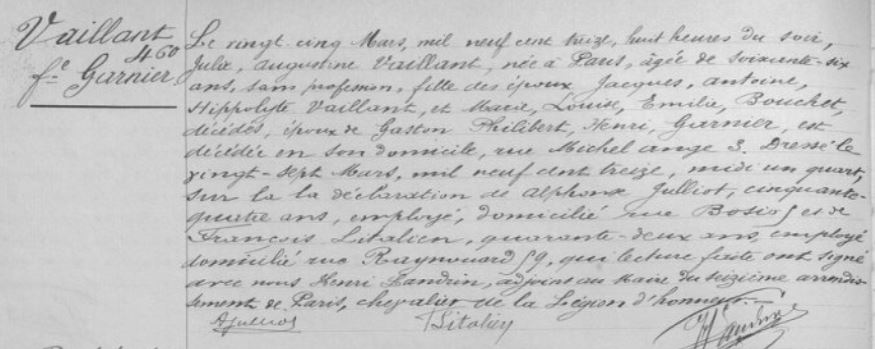 Vaillant
460
fe Garnier
Le vingt-cinq Mars, mil neuf cent treize, huit heures du soir,
Julie, Augustine Vaillant, née à Paris, âgée de soixante-six
ans, sans profession, fille des époux Jacques, Antoine,
Hippolyte Vaillant, et Marie, Louise, Emilie, Bouchet,
décédés, époux de Gaston Philibert, Henri, Garnier, est
décédée en son domicile, rue Michel ange 3. Dressé le
vingt-sept Mars, mil neuf cent treize, midi un quart,
sur la la déclaration de Alphonse Julliot, cinquante-
quatre ans, employé, domicilié rue Bosio 5 et de
François Litalien, quarante-deux ans, employé
domicilié rue Raynouard 59, qui lecture faite ont signé
avec nous Henri Landrin, adjoint au Maire du seizième arrondis-
sement de Paris, chevalier de la Légion d'honneur.
AJulliot FLitalien HLandrin